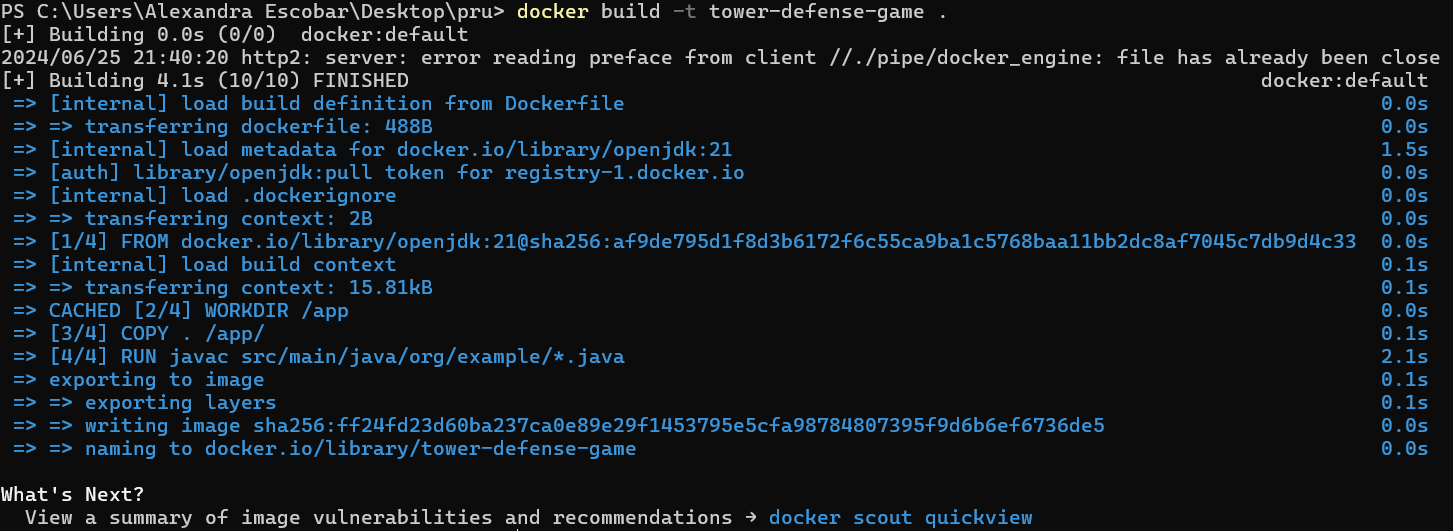 PS C:\Users\Alexandra Escobar\Desktop\pru> docker build -t tower-defense-game .
[+] Building 0.0s (0/0)  docker:default
2024/06/25 21:40:20 http2: server: error reading preface from client //./pipe/docker_engine: file has already been close
[+] Building 4.1s (10/10) FINISHED docker:default
=> [internal] load build definition from Dockerfile 0.0s
=> => transferring dockerfile: 488B 0.0s
=> [internal] load metadata for docker.io/library/openjdk:21 1.5s
=> [auth] library/openjdk:pull token for registry-1.docker.io 0.0s
=> [internal] load .dockerignore 0.0s
=> => transferring context: 2B 0.0s
=> [1/4] FROM docker.io/library/openjdk:21@sha256:af9de795d1f8d3b6172f6c55ca9ba1c5768baa11bb2dc8af7045c7db9d4c33 0.0s
=> [internal] load build context 0.1s
=> => transferring context: 15.81kB 0.1s
=> CACHED [2/4] WORKDIR /app 0.0s
=> [3/4] COPY . /app/ 0.1s
=> [4/4] RUN javac src/main/java/org/example/*.java 2.1s
=> exporting to image 0.1s
=> => exporting layers 0.1s
=> => writing image sha256:ff24fd23d60ba237ca0e89e29f1453795e5cfa98784807395f9d6b6ef6736de5 0.0s
=> => naming to docker.io/library/tower-defense-game 0.0s
What's Next?
View a summary of image vulnerabilities and recommendations → docker scout quickview